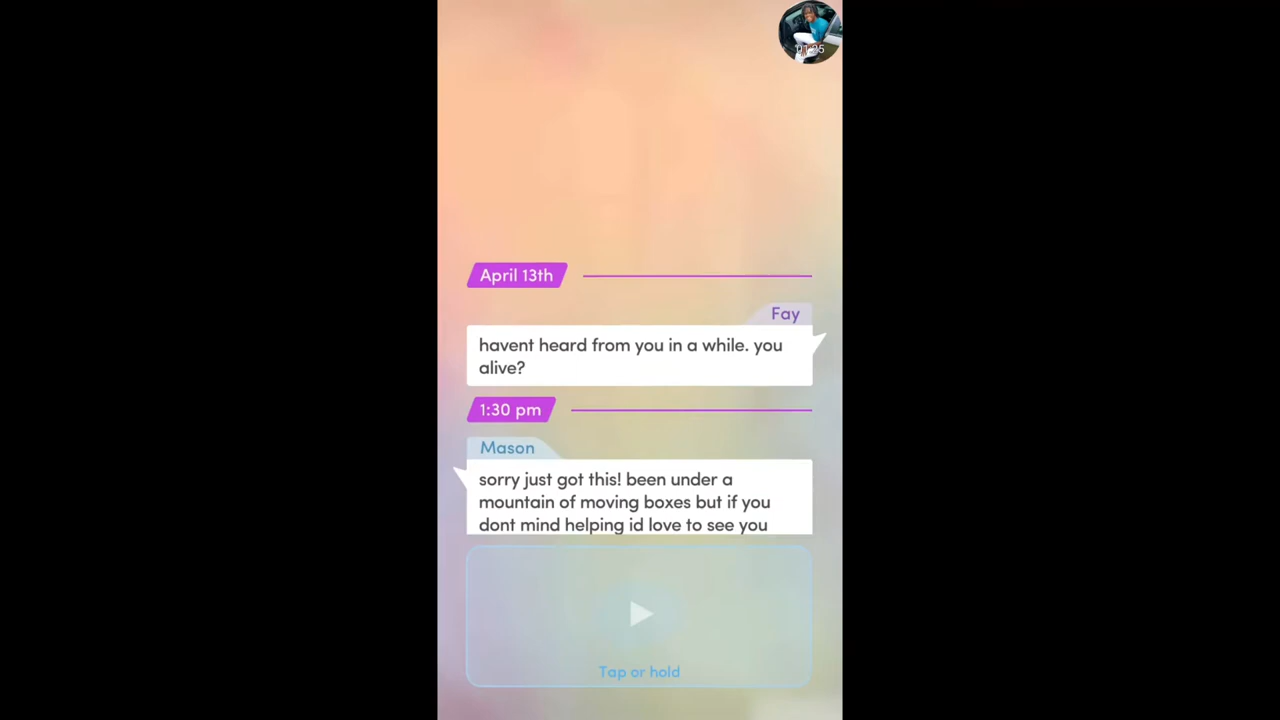 April 13th
Fay
havent heard from you in a while. you
alive?
1:30 pm
Mason
sorry just got this! been under a
mountain of moving boxes but if you
dont mind helping id love to see you
Tap or hold